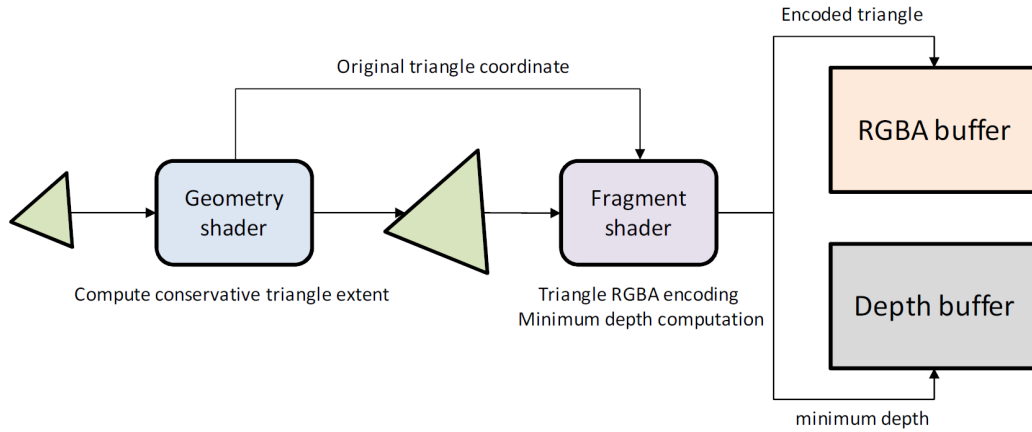 Encoded triangle
Original triangle coordinate
RGBA buffer
Geometry
shader
Fragment
shader
Compute conservative triangle extent
Triangle RGBA encoding
Minimum depth computation
Depth buffer
minimum depth